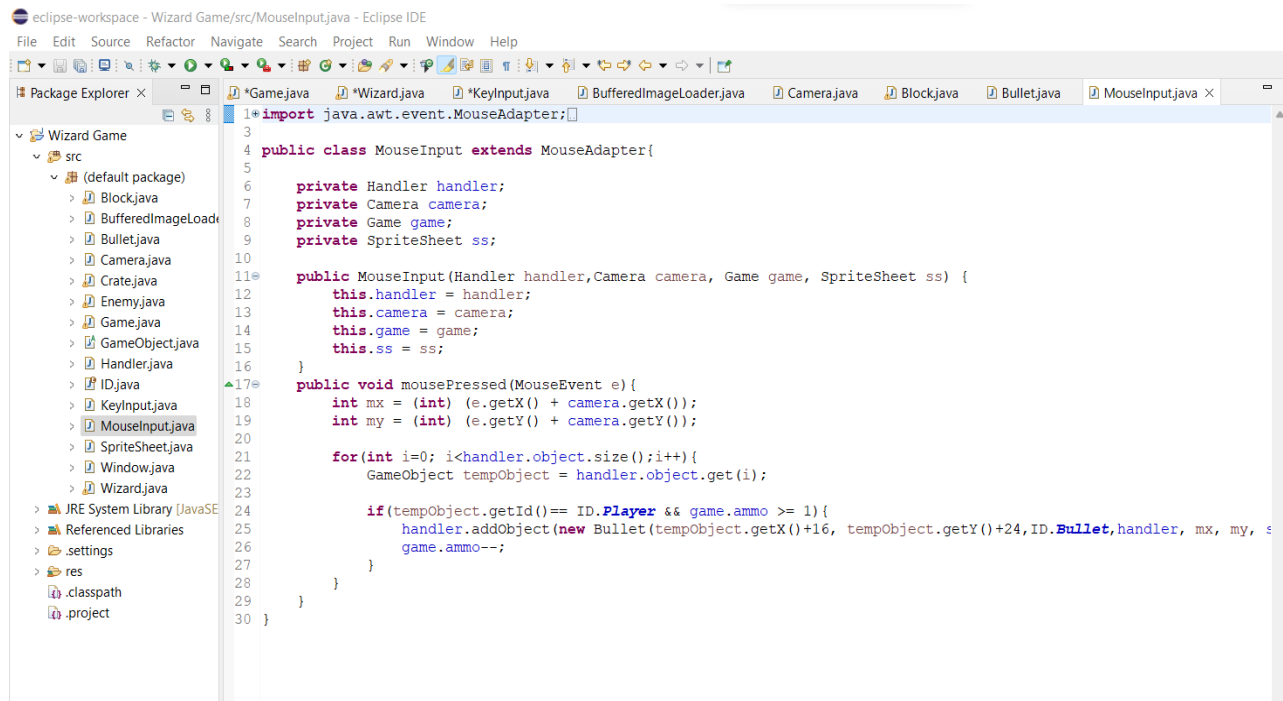 eclipse-workspace - Wizard Game/src/MouseInput.java - Eclipse IDE
File Edit Source Refactor Navigate Search Project Run Window Help
Package Explorer ×
*Game.java *Wizard.java *KeyInput.java BufferedImageLoader.java Camera.java Block.java Bullet.java MouseInput.java ×
Wizard Game
src
(default package)
Block.java
BufferedImageLoade
Bullet.java
Camera.java
Crate.java
Enemy.java
Game.java
GameObject.java
Handler.java
ID.java
KeyInput.java
MouseInput.java
SpriteSheet.java
Window.java
Wizard.java
JRE System Library [JavaSE
Referenced Libraries
.settings
res
.classpath
.project
1 import java.awt.event.MouseAdapter;
3
4 public class MouseInput extends MouseAdapter{
5
6 private Handler handler;
7 private Camera camera;
8 private Game game;
9 private SpriteSheet ss;
10
11 public MouseInput(Handler handler,Camera camera, Game game, SpriteSheet ss) {
12 this.handler = handler;
13 this.camera = camera;
14 this.game = game;
15 this.ss = ss;
16 }
17 public void mousePressed(MouseEvent e){
18 int mx = (int) (e.getX() + camera.getX());
19 int my = (int) (e.getY() + camera.getY());
20
21 for(int i=0; i<handler.object.size();i++){
22 GameObject tempObject = handler.object.get(i);
23
24 if(tempObject.getId()== ID.Player && game.ammo >= 1){
25 handler.addObject(new Bullet(tempObject.getX()+16, tempObject.getY()+24,ID.Bullet,handler, mx, my, s
26 game.ammo--;
27 }
28 }
29 }
30 }